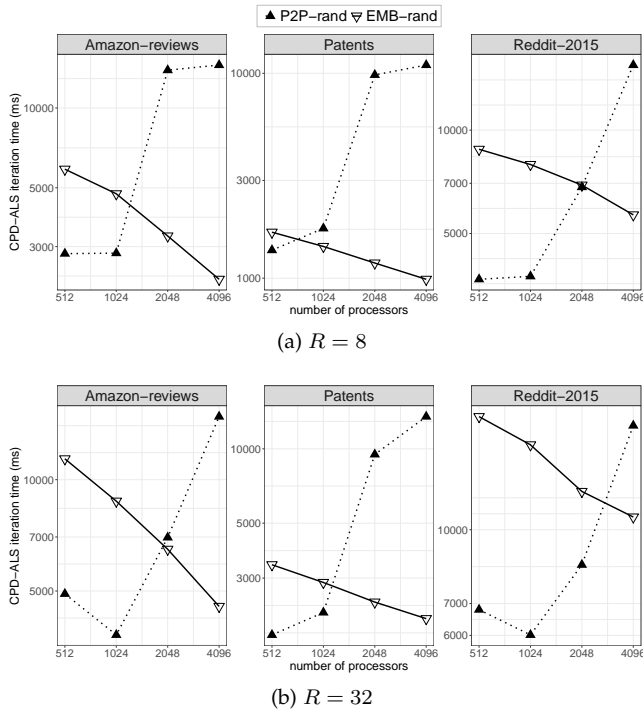 P2P−rand EMB−rand
Amazon−reviews Patents Reddit−2015
CPD−ALS iteration time (ms)
10000
5000
3000
10000
3000
1000
10000
7000
5000
512 1024 2048 4096 512 1024 2048 4096 512 1024 2048 4096
number of processors
(a) R = 8
Amazon−reviews Patents Reddit−2015
CPD−ALS iteration time (ms)
10000
7000
5000
10000
5000
3000
10000
7000
6000
512 1024 2048 4096 512 1024 2048 4096 512 1024 2048 4096
number of processors
(b) R = 32